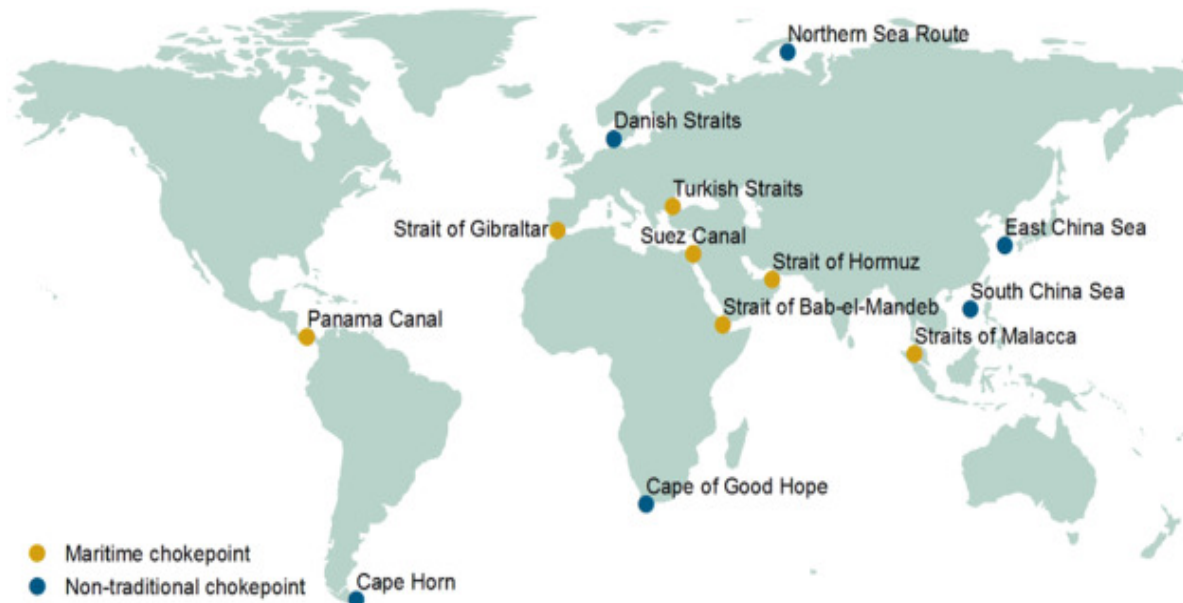 Northern Sea Route
Danish Straits
Turkish Straits
Strait of Gibraltar
Suez Canal
East China Sea
Strait of Hormuz
South China Sea
Strait of Bab-el-Mandeb
Panama Canal
Straits of Malacca
Cape of Good Hope
Maritime chokepoint
Non-traditional chokepoint
Cape Horn